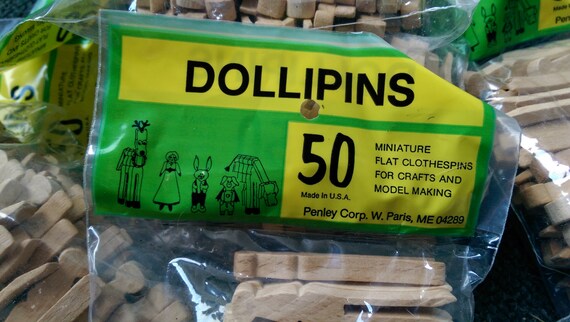 DOLLIPINS
50
Made In U.S.A.
MINIATURE
FLAT CLOTHESPINS
FOR CRAFTS AND
MODEL MAKING
Penley Corp. W. Paris, ME 04289